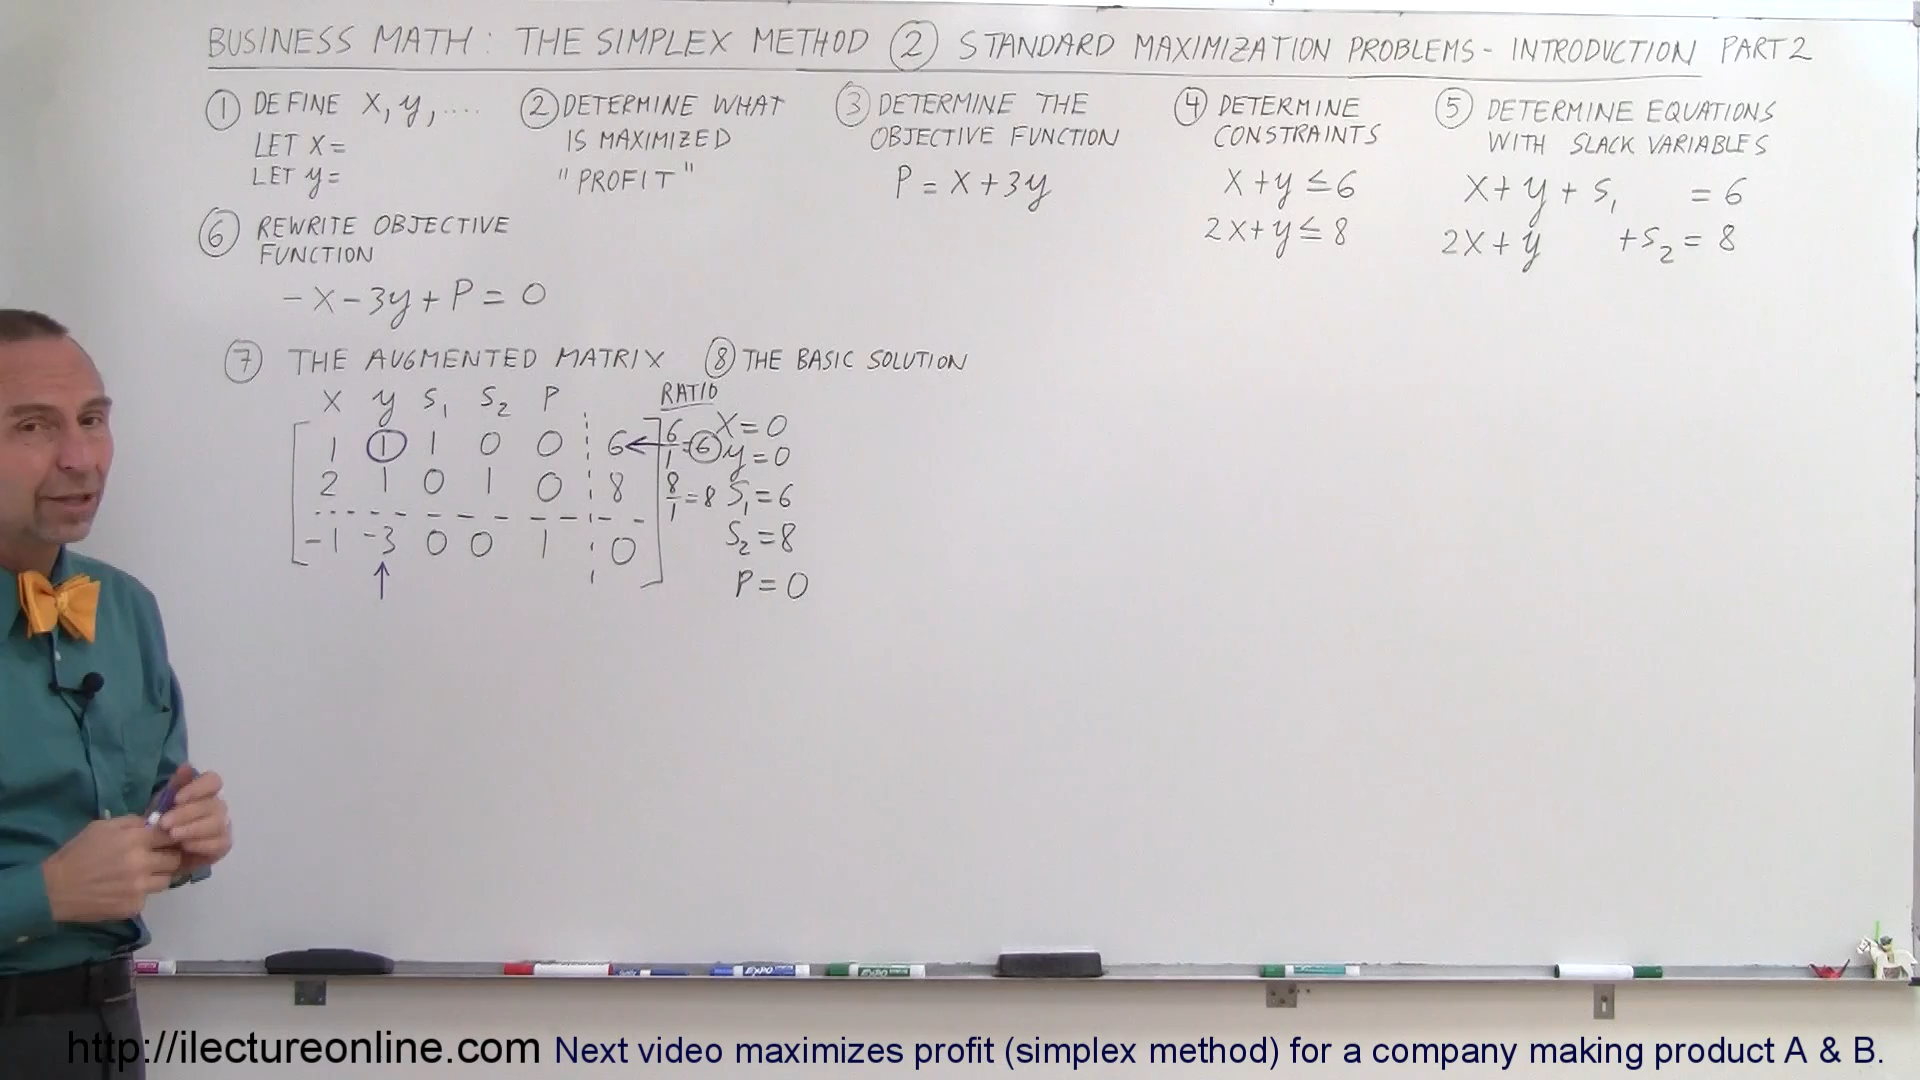 BUSINESS MATH: THE SIMPLEX METHOD ② STANDARD MAXIMIZATION PROBLEMS - INTRODUCTION PART 2
① DEFINE X, y, ....
LET X =
LET y =
② DETERMINE WHAT
IS MAXIMIZED
"PROFIT"
③ DETERMINE THE
OBJECTIVE FUNCTION
P = X + 3y
④ DETERMINE
CONSTRAINTS
X + y ≤ 6
2X + y ≤ 8
⑤ DETERMINE EQUATIONS
WITH SLACK VARIABLES
X + y + S₁ = 6
2X + y + S₂ = 8
⑥ REWRITE OBJECTIVE
FUNCTION
- X - 3y + P = 0
⑦ THE AUGMENTED MATRIX
X y S₁ S₂ P
1 ① 1 0 0 6 ←
2 1 0 1 0 8
-1 -3 0 0 1 0
↑
RATIO
6/1 = ⑥
8/1 = 8
⑧ THE BASIC SOLUTION
X = 0
y = 0
S₁ = 6
S₂ = 8
P = 0
EXPO
EXPO
http://ilectureonline.com Next video maximizes profit (simplex method) for a company making product A & B.